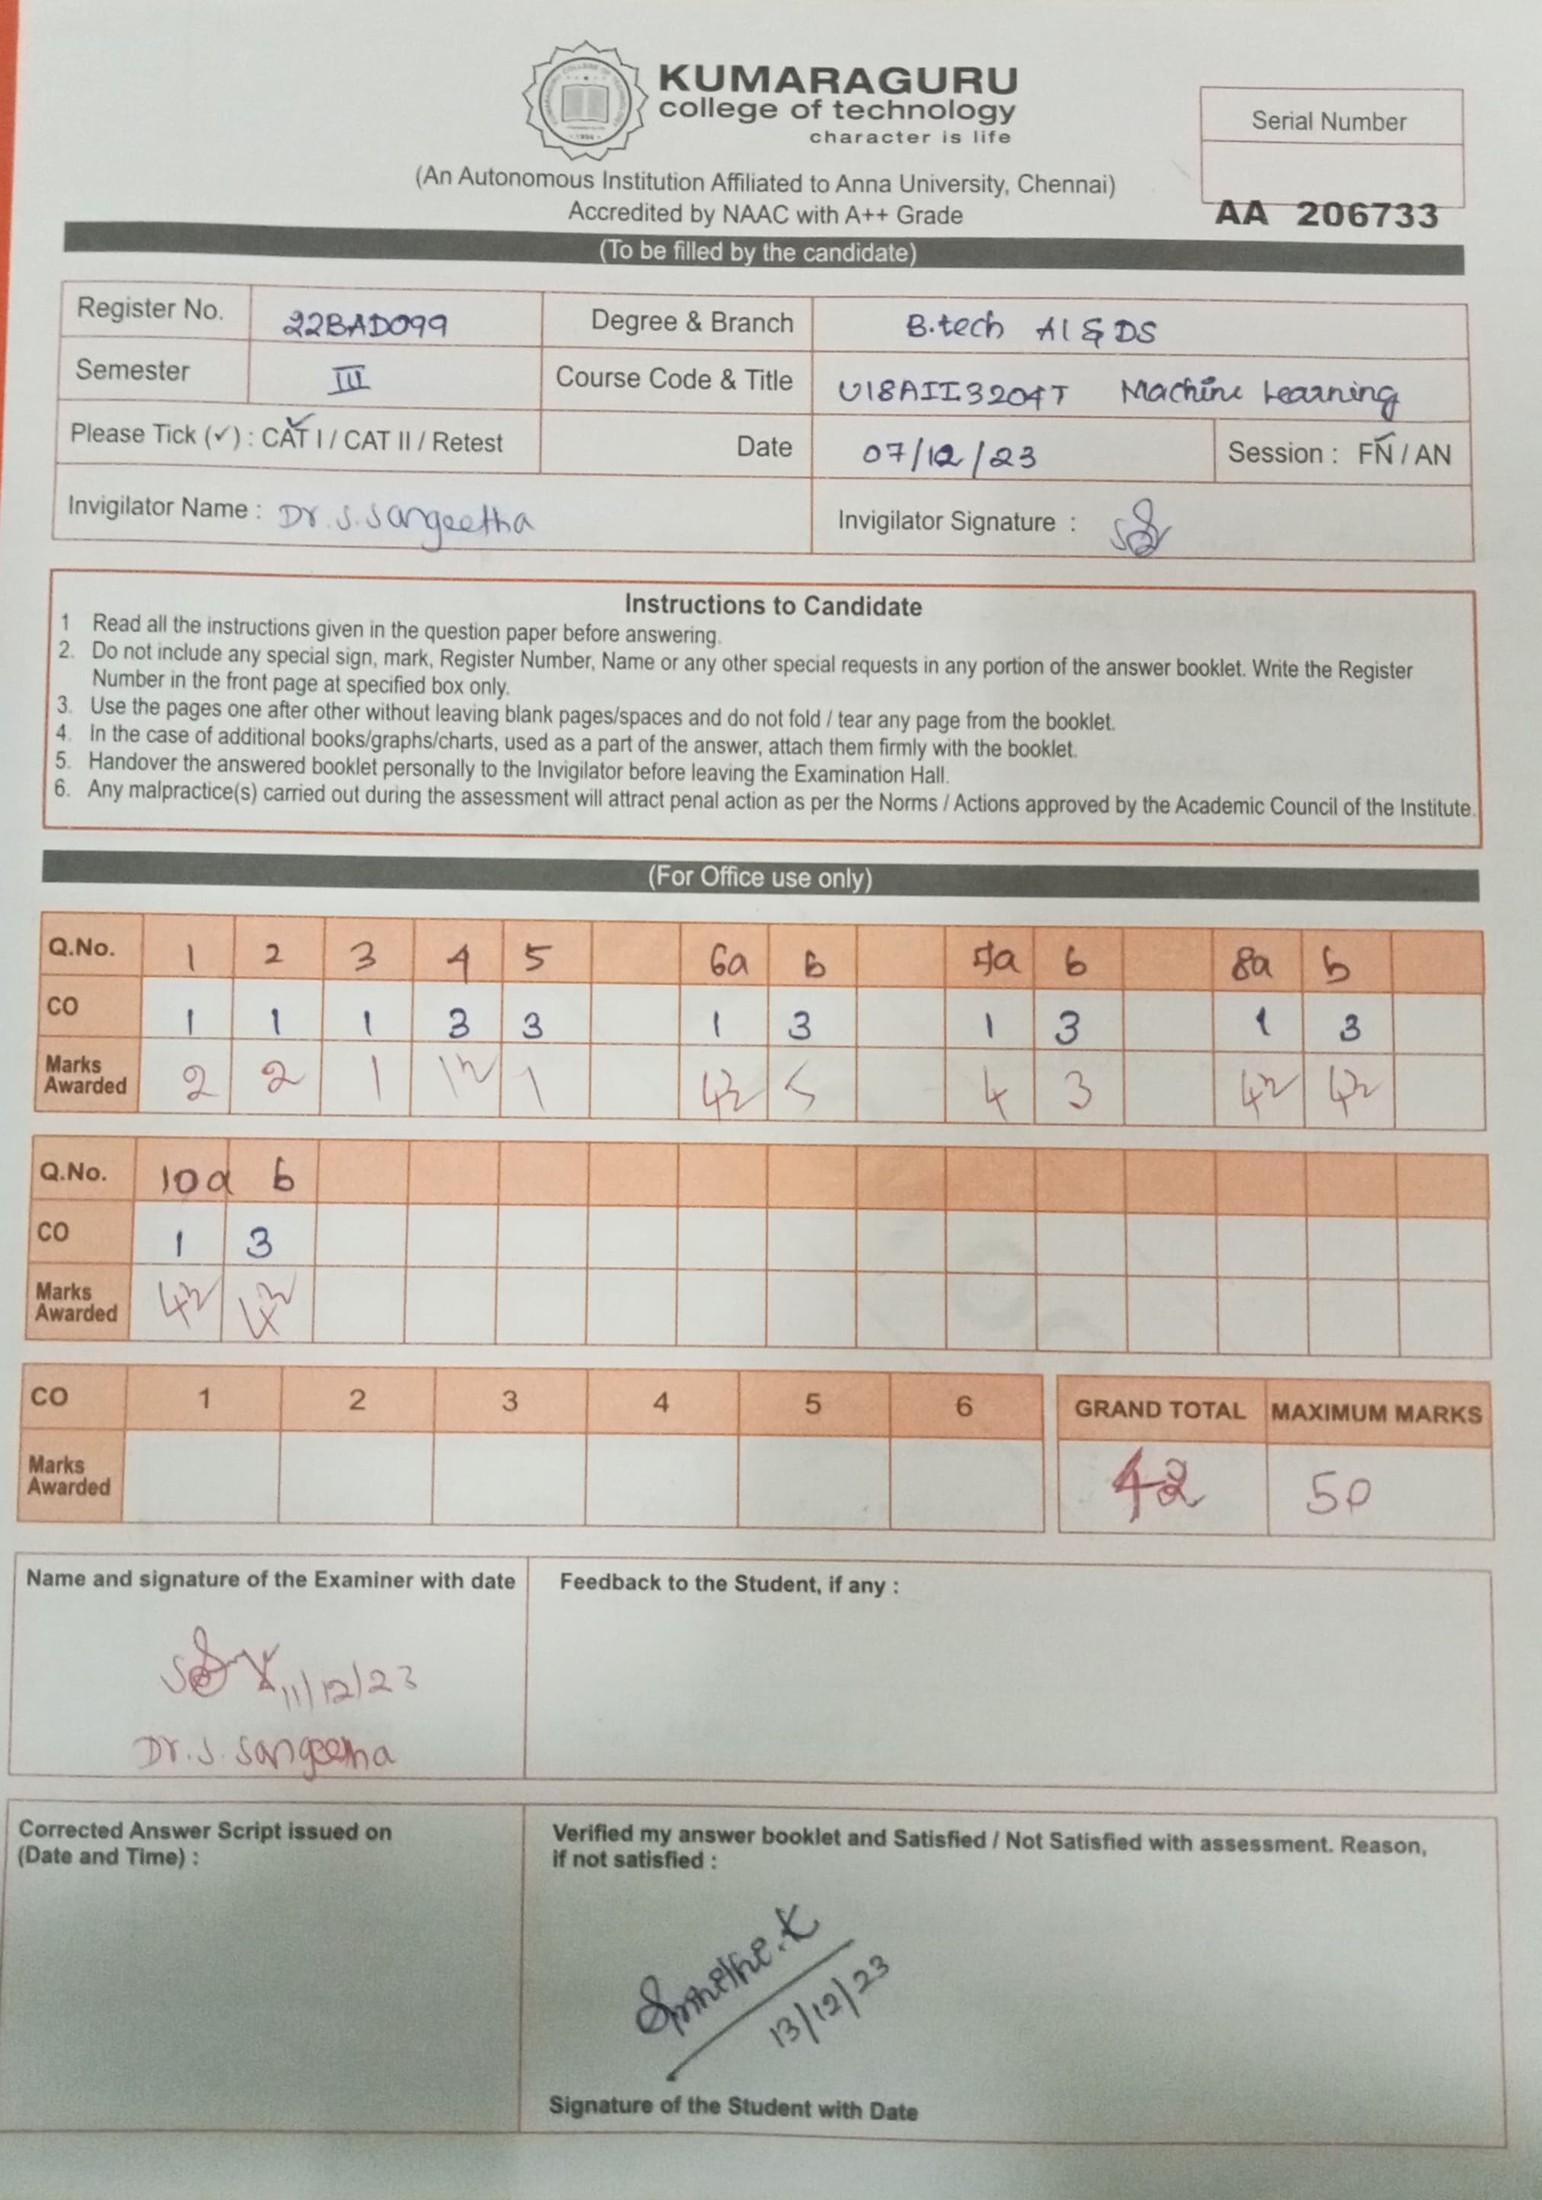 KUMARAGURU
college of technology
character is life
(An Autonomous Institution Affiliated to Anna University, Chennai)
Accredited by NAAC with A++ Grade
Serial Number
AA 206733
(To be filled by the candidate)
Register No. 22BAD099 Degree & Branch B.tech AI & DS
Semester III Course Code & Title U18AII3204T Machine Learning
Please Tick (✓) : CAT I / CAT II / Retest Date 07/12/23 Session : FN / AN
Invigilator Name : Dr. S. Sangeetha Invigilator Signature :
Instructions to Candidate
1 Read all the instructions given in the question paper before answering.
2. Do not include any special sign, mark, Register Number, Name or any other special requests in any portion of the answer booklet. Write the Register
Number in the front page at specified box only.
3. Use the pages one after other without leaving blank pages/spaces and do not fold / tear any page from the booklet.
4. In the case of additional books/graphs/charts, used as a part of the answer, attach them firmly with the booklet.
5. Handover the answered booklet personally to the Invigilator before leaving the Examination Hall.
6. Any malpractice(s) carried out during the assessment will attract penal action as per the Norms / Actions approved by the Academic Council of the Institute.
(For Office use only)
Q.No. 1 2 3 4 5 6a b a b 8a b
CO 1 1 1 3 3 1 3 1 3 1 3
Marks
Awarded 2 2 1 1½ 1 4½ 5 4 3 4½ 4½
Q.No. 10a b
CO 1 3
Marks
Awarded 4½ 4½
CO 1 2 3 4 5 6 GRAND TOTAL MAXIMUM MARKS
Marks
Awarded 42 50
Name and signature of the Examiner with date
Feedback to the Student, if any :
11/12/23
Dr. S. Sangeetha
Corrected Answer Script issued on
(Date and Time) :
Verified my answer booklet and Satisfied / Not Satisfied with assessment. Reason,
if not satisfied :
13/12/23
Signature of the Student with Date